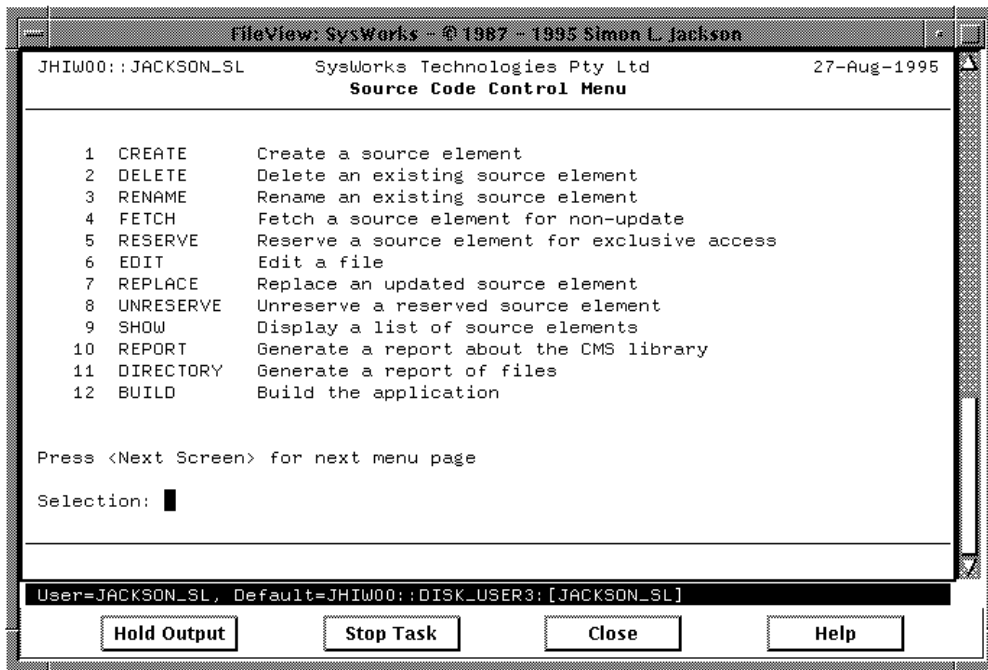 FileView: SysWorks - © 1987 - 1995 Simon L. Jackson
JHIW00::JACKSON_SL SysWorks Technologies Pty Ltd 27-Aug-1995
Source Code Control Menu
1 CREATE Create a source element
2 DELETE Delete an existing source element
3 RENAME Rename an existing source element
4 FETCH Fetch a source element for non-update
5 RESERVE Reserve a source element for exclusive access
6 EDIT Edit a file
7 REPLACE Replace an updated source element
8 UNRESERVE Unreserve a reserved source element
9 SHOW Display a list of source elements
10 REPORT Generate a report about the CMS library
11 DIRECTORY Generate a report of files
12 BUILD Build the application
Press <Next Screen> for next menu page
Selection:
User=JACKSON_SL, Default=JHIW00::DISK_USER3:[JACKSON_SL]
Hold Output Stop Task Close Help